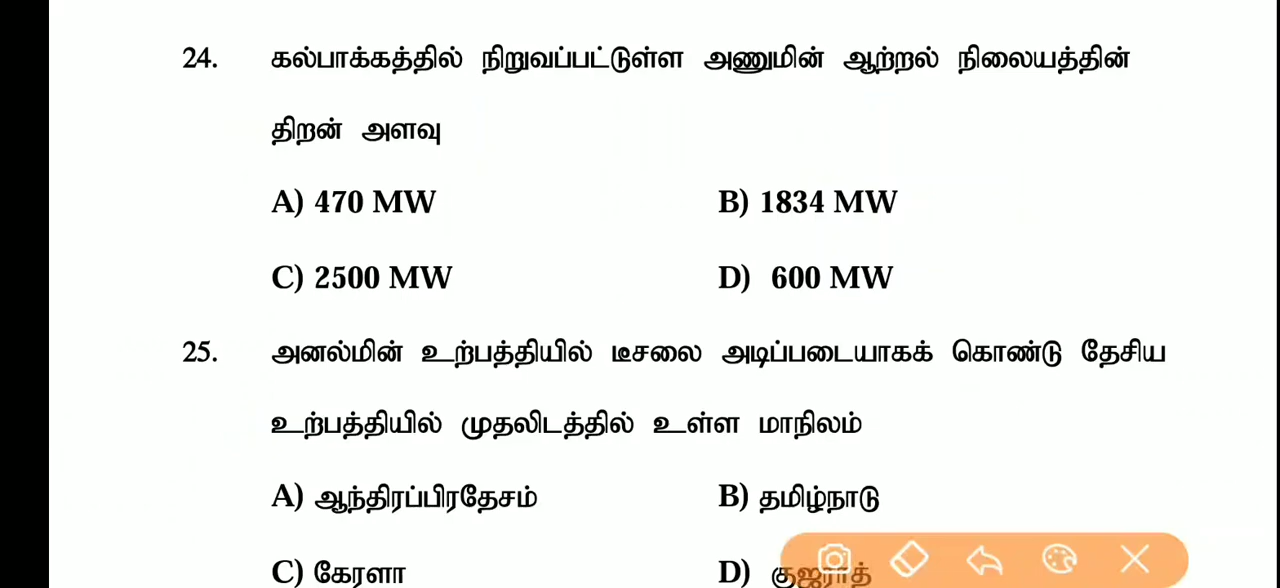 24. கல்பாக்கத்தில் நிறுவப்பட்டுள்ள அணுமின் ஆற்றல் நிலையத்தின்
திறன் அளவு
A) 470 MW B) 1834 MW
C) 2500 MW D) 600 MW
25. அனல்மின் உற்பத்தியில் டீசலை அடிப்படையாகக் கொண்டு தேசிய
உற்பத்தியில் முதலிடத்தில் உள்ள மாநிலம்
A) ஆந்திரப்பிரதேசம் B) தமிழ்நாடு
C) கேரளா D) குஜராத்